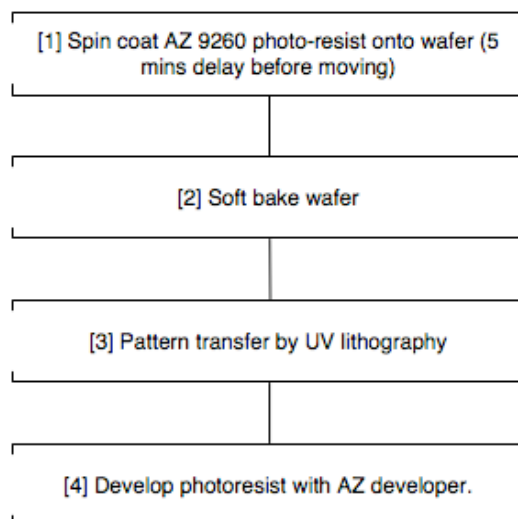 [1] Spin coat AZ 9260 photo-resist onto wafer (5
mins delay before moving)
[2] Soft bake wafer
[3] Pattern transfer by UV lithography
[4] Develop photoresist with AZ developer.